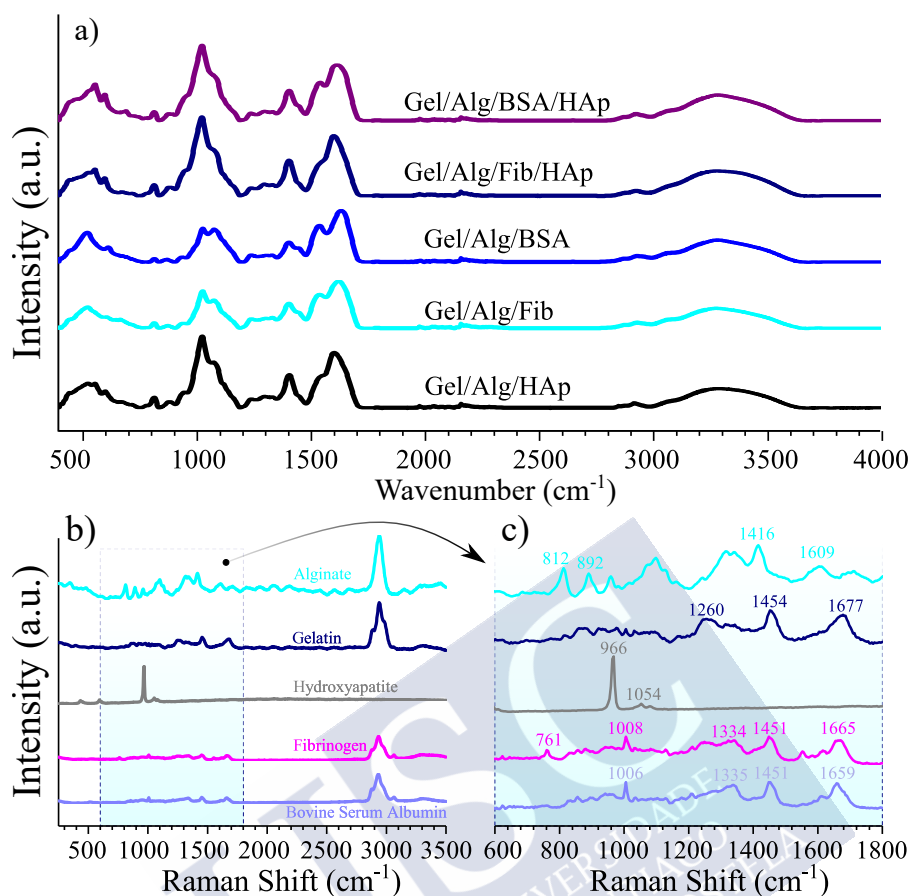 a)
Gel/Alg/BSA/HAp
Gel/Alg/Fib/HAp
Gel/Alg/BSA
Gel/Alg/Fib
Gel/Alg/HAp
Intensity (a.u.)
500 1000 1500 2000 2500 3000 3500 4000
Wavenumber (cm-1)
b)
Alginate
Gelatin
Hydroxyapatite
Fibrinogen
Bovine Serum Albumin
Intensity (a.u.)
500 1000 1500 2000 2500 3000 3500
Raman Shift (cm-1)
c)
812 892 1416 1609
1260 1454 1677
966 1054
761 1008 1334 1451 1665
1006 1335 1451 1659
600 800 1000 1200 1400 1600 1800
Raman Shift (cm-1)
USC